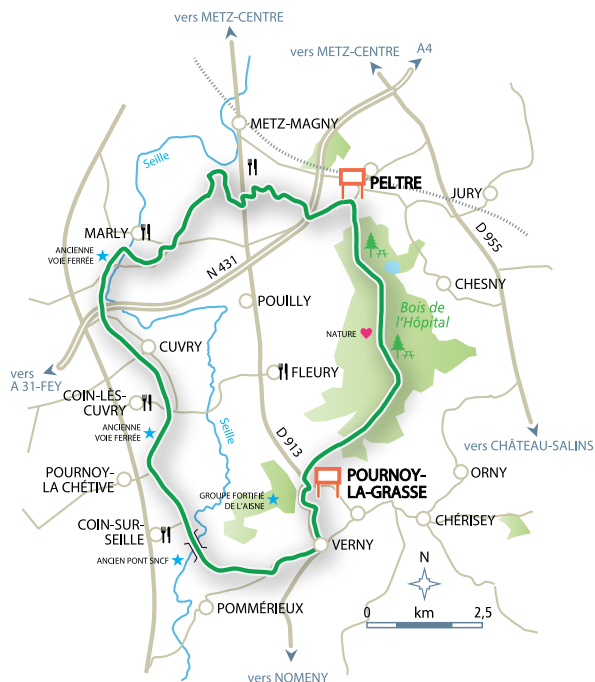 vers METZ-CENTRE
vers METZ-CENTRE
A4
METZ-MAGNY
Seille
PELTRE
JURY
MARLY
D 955
ANCIENNE
VOIE FERRÉE
N 431
CHESNY
POUILLY
Bois de
l'Hôpital
NATURE
CUVRY
vers
A 31-FEY
FLEURY
COIN-LÈS-
CUVRY
Seille
ANCIENNE
VOIE FERRÉE
D 913
vers CHÂTEAU-SALINS
POURNOY-
LA CHÉTIVE
POURNOY-
LA-GRASSE
ORNY
GROUPE FORTIFIÉ
DE L'AISNE
CHÉRISEY
COIN-SUR-
SEILLE
VERNY
ANCIEN PONT SNCF
N
POMMÉRIEUX
0 km 2,5
vers NOMENY